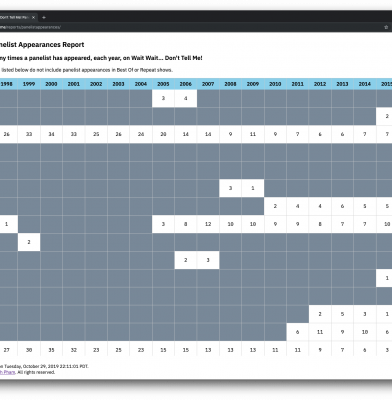 Don't Tell Me
nelist Appearances Report
ny times a panelist has appeared, each year, on Wait Wait... Don't Tell Me!
listed below do not include panelist appearances in Best Of or Repeat shows.
1998 1999 2000 2001 2002 2003 2004 2005 2006 2007 2008 2009 2010 2011 2012 2013 2014 2015
3 4
2
26 33 34 33 25 26 24 20 14 14 9 11 9 7 6 6 7 7
3 1
2 4 4 6 5 5
1 3 8 12 10 10 9 9 8 7 7 10
2
2 3
1
2 5 3 1
6 11 9 10 6
27 30 35 32 23 25 23 15 15 13 13 13 11 11 9 7 6 3
n Tuesday, October 29, 2019 22:11:01 PDT.
h Pham. All rights reserved.